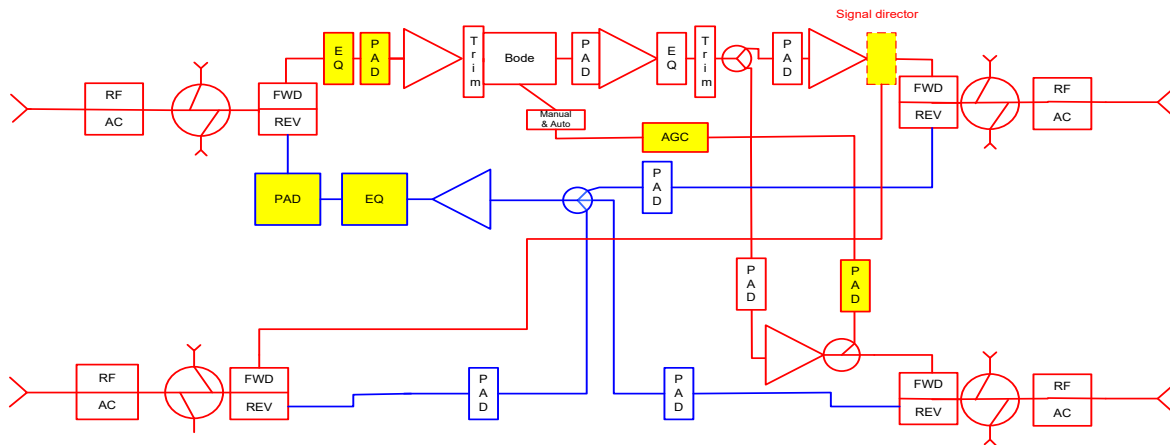 Signal director
E
Q
P
A
D
T
r
i
m
Bode
P
A
D
E
Q
T
r
i
m
P
A
D
RF
AC
FWD
REV
Manual
& Auto
AGC
FWD
REV
RF
AC
PAD
EQ
P
A
D
P
A
D
P
A
D
RF
AC
FWD
REV
P
A
D
P
A
D
FWD
REV
RF
AC